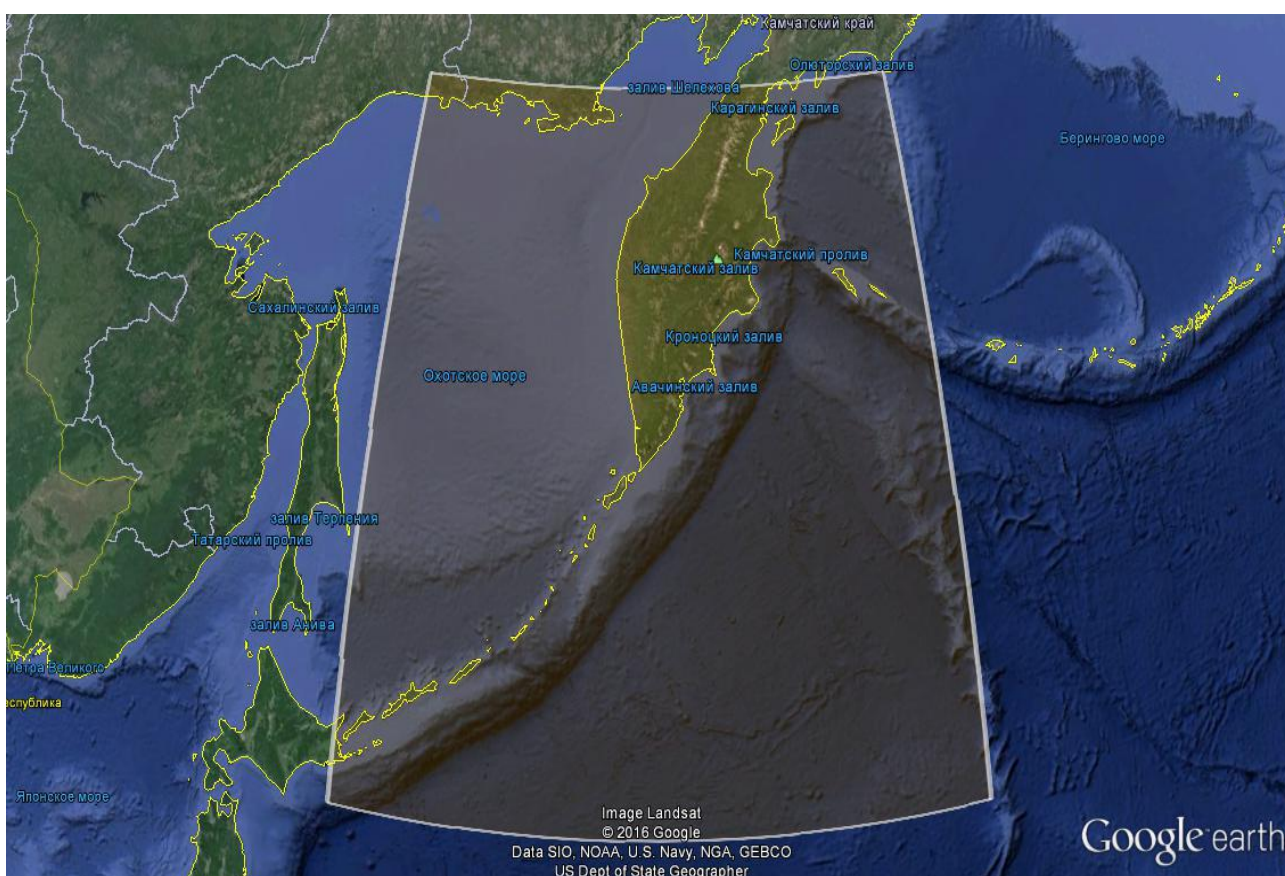 Камчатский край
Олюторский залив
залив Шелехова
Карагинский залив
Берингово море
Камчатский пролив
Камчатский залив
Сахалинский залив
Кроноцкий залив
Охотское море
Авачинский залив
залив Терпения
Татарский пролив
залив Анива
Петра Великого
еспублика
Японское море
Image Landsat
© 2016 Google
Data SIO, NOAA, U.S. Navy, NGA, GEBCO
US Dept of State Geographer
Google earth